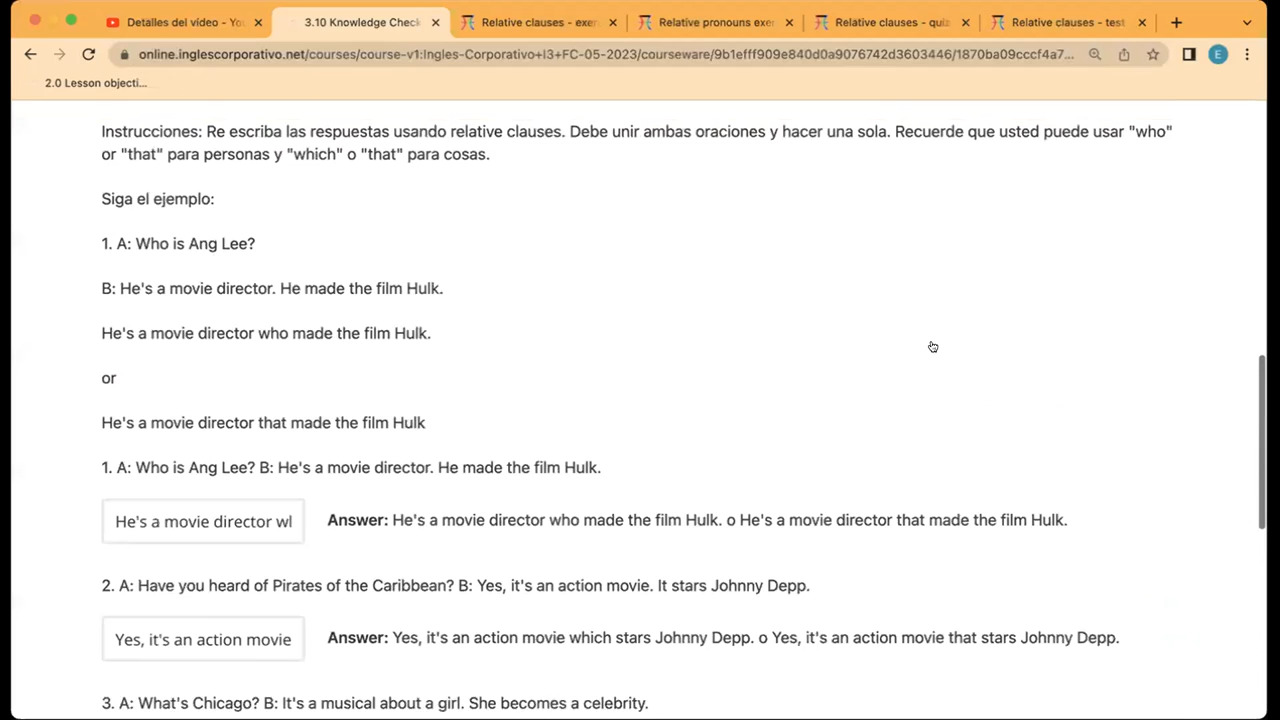 Detalles del vídeo - You
3.10 Knowledge Check
Relative clauses - exer
Relative pronouns exer
Relative clauses - quiz
Relative clauses - test
online.inglescorporativo.net/courses/course-v1:Ingles-Corporativo+I3+FC-05-2023/courseware/9b1efff909e840d0a9076742d3603446/1870ba09cccf4a7...
E
2.0 Lesson objecti...
Instrucciones: Re escriba las respuestas usando relative clauses. Debe unir ambas oraciones y hacer una sola. Recuerde que usted puede usar "who"
or "that" para personas y "which" o "that" para cosas.
Siga el ejemplo:
1. A: Who is Ang Lee?
B: He's a movie director. He made the film Hulk.
He's a movie director who made the film Hulk.
or
He's a movie director that made the film Hulk
1. A: Who is Ang Lee? B: He's a movie director. He made the film Hulk.
He's a movie director wl
Answer: He's a movie director who made the film Hulk. o He's a movie director that made the film Hulk.
2. A: Have you heard of Pirates of the Caribbean? B: Yes, it's an action movie. It stars Johnny Depp.
Yes, it's an action movie
Answer: Yes, it's an action movie which stars Johnny Depp. o Yes, it's an action movie that stars Johnny Depp.
3. A: What's Chicago? B: It's a musical about a girl. She becomes a celebrity.